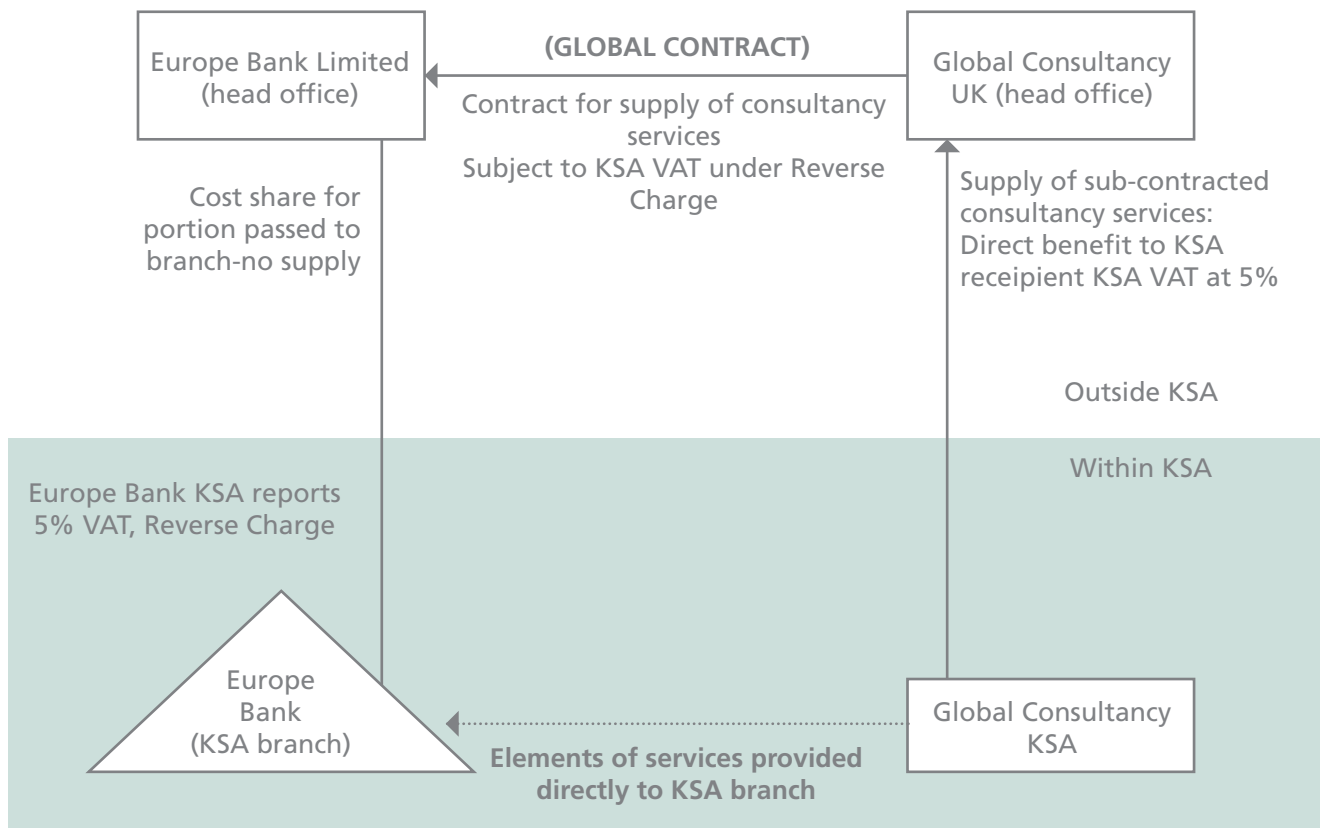 Europe Bank Limited
(head office)
(GLOBAL CONTRACT)
Contract for supply of consultancy
services
Subject to KSA VAT under Reverse
Charge
Global Consultancy
UK (head office)
Cost share for
portion passed to
branch-no supply
Supply of sub-contracted
consultancy services:
Direct benefit to KSA
receipient KSA VAT at 5%
Outside KSA
Within KSA
Europe Bank KSA reports
5% VAT, Reverse Charge
Europe
Bank
(KSA branch)
Elements of services provided
directly to KSA branch
Global Consultancy
KSA